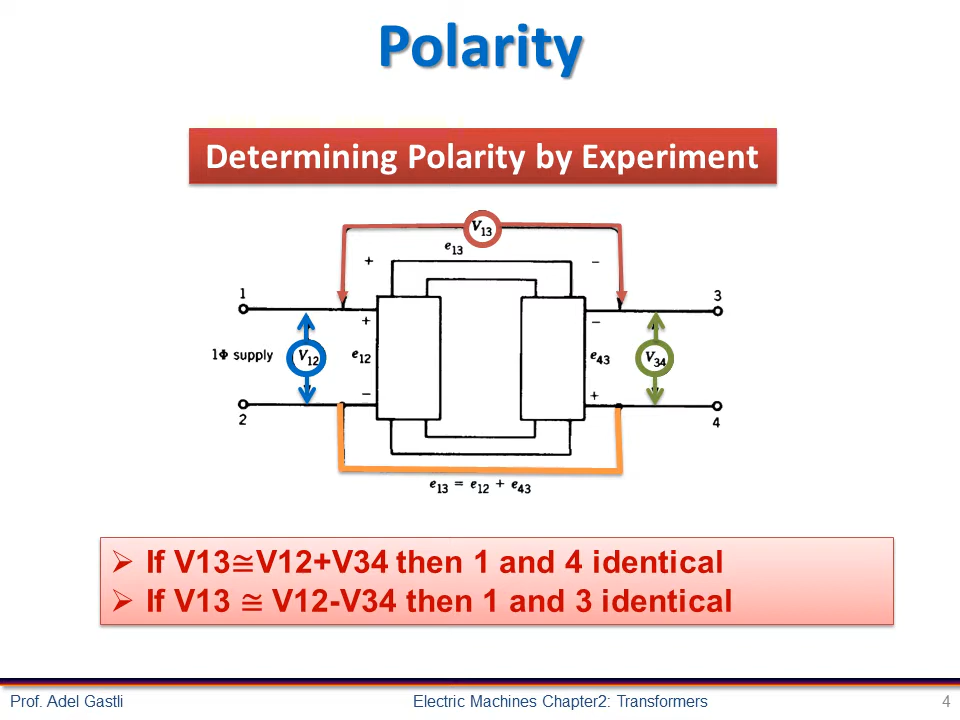 Polarity
Determining Polarity by Experiment
V13
e13
+ −
1
3
+ −
1Φ supply V12 e12 e43 V34
− +
2
4
e13 = e12 + e43
➢ If V13≅V12+V34 then 1 and 4 identical
➢ If V13 ≅ V12-V34 then 1 and 3 identical
Prof. Adel Gastli Electric Machines Chapter2: Transformers 4